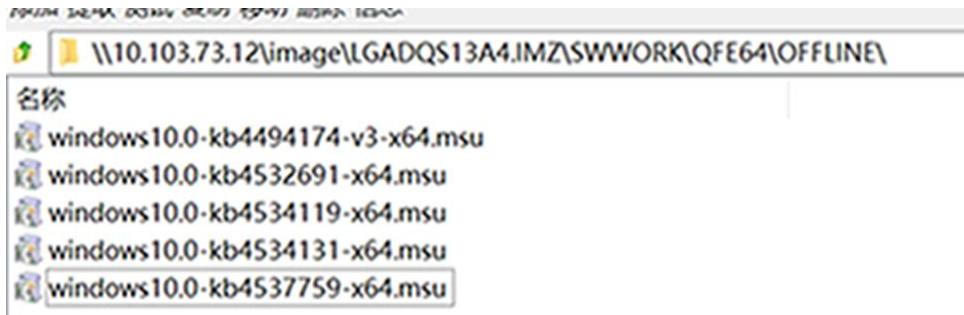 \\10.103.73.12\image\LGADQS13A4.IMZ\SWWORK\QFE64\OFFLINE\
名称
windows10.0-kb4494174-v3-x64.msu
windows10.0-kb4532691-x64.msu
windows10.0-kb4534119-x64.msu
windows10.0-kb4534131-x64.msu
windows10.0-kb4537759-x64.msu